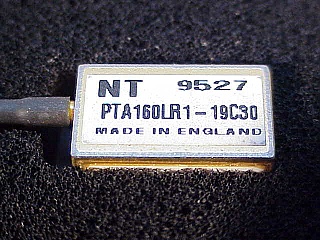 NT 9527
PTA160LR1-19C30
MADE IN ENGLAND